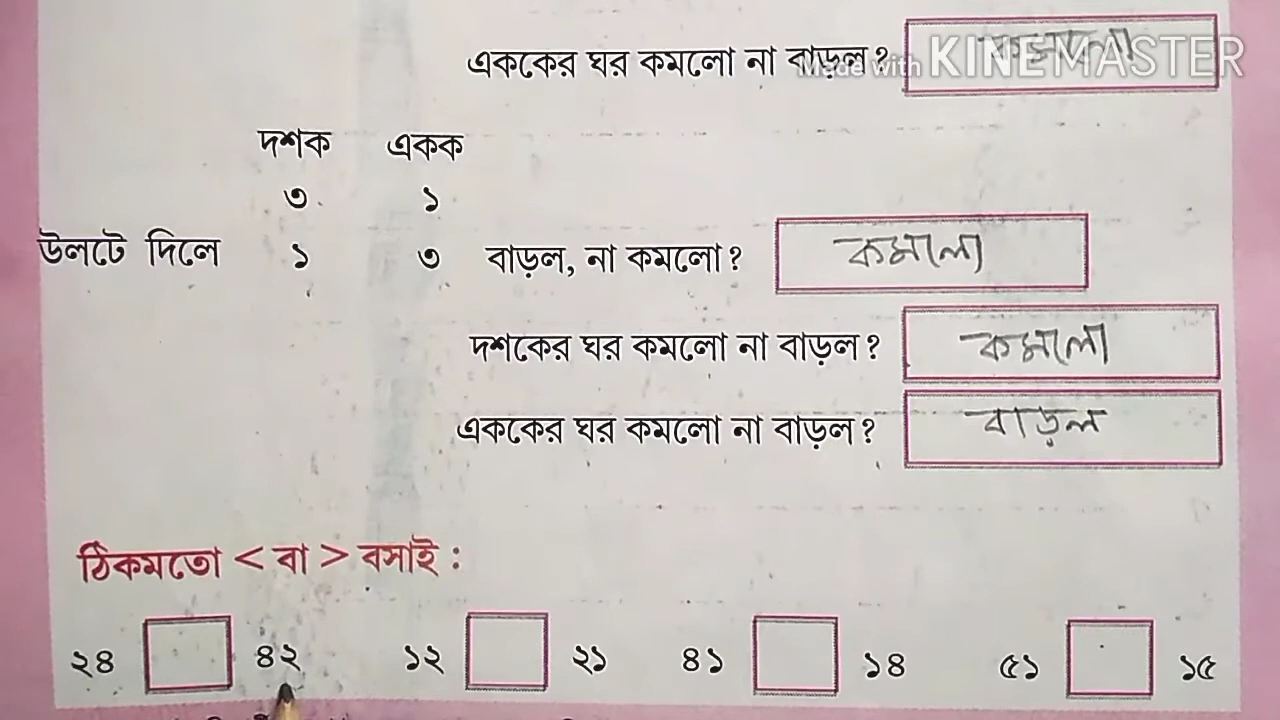 এককের ঘর কমলো না বাড়ল? কমলো
Made with KINEMASTER
দশক একক
৩ ১
উলটে দিলে ১ ৩ বাড়ল, না কমলো? কমলো
দশকের ঘর কমলো না বাড়ল? কমলো
এককের ঘর কমলো না বাড়ল? বাড়ল
ঠিকমতো < বা > বসাই :
২৪ ৪২ ১২ ২১ ৪১ ১৪ ৫১ ১৫